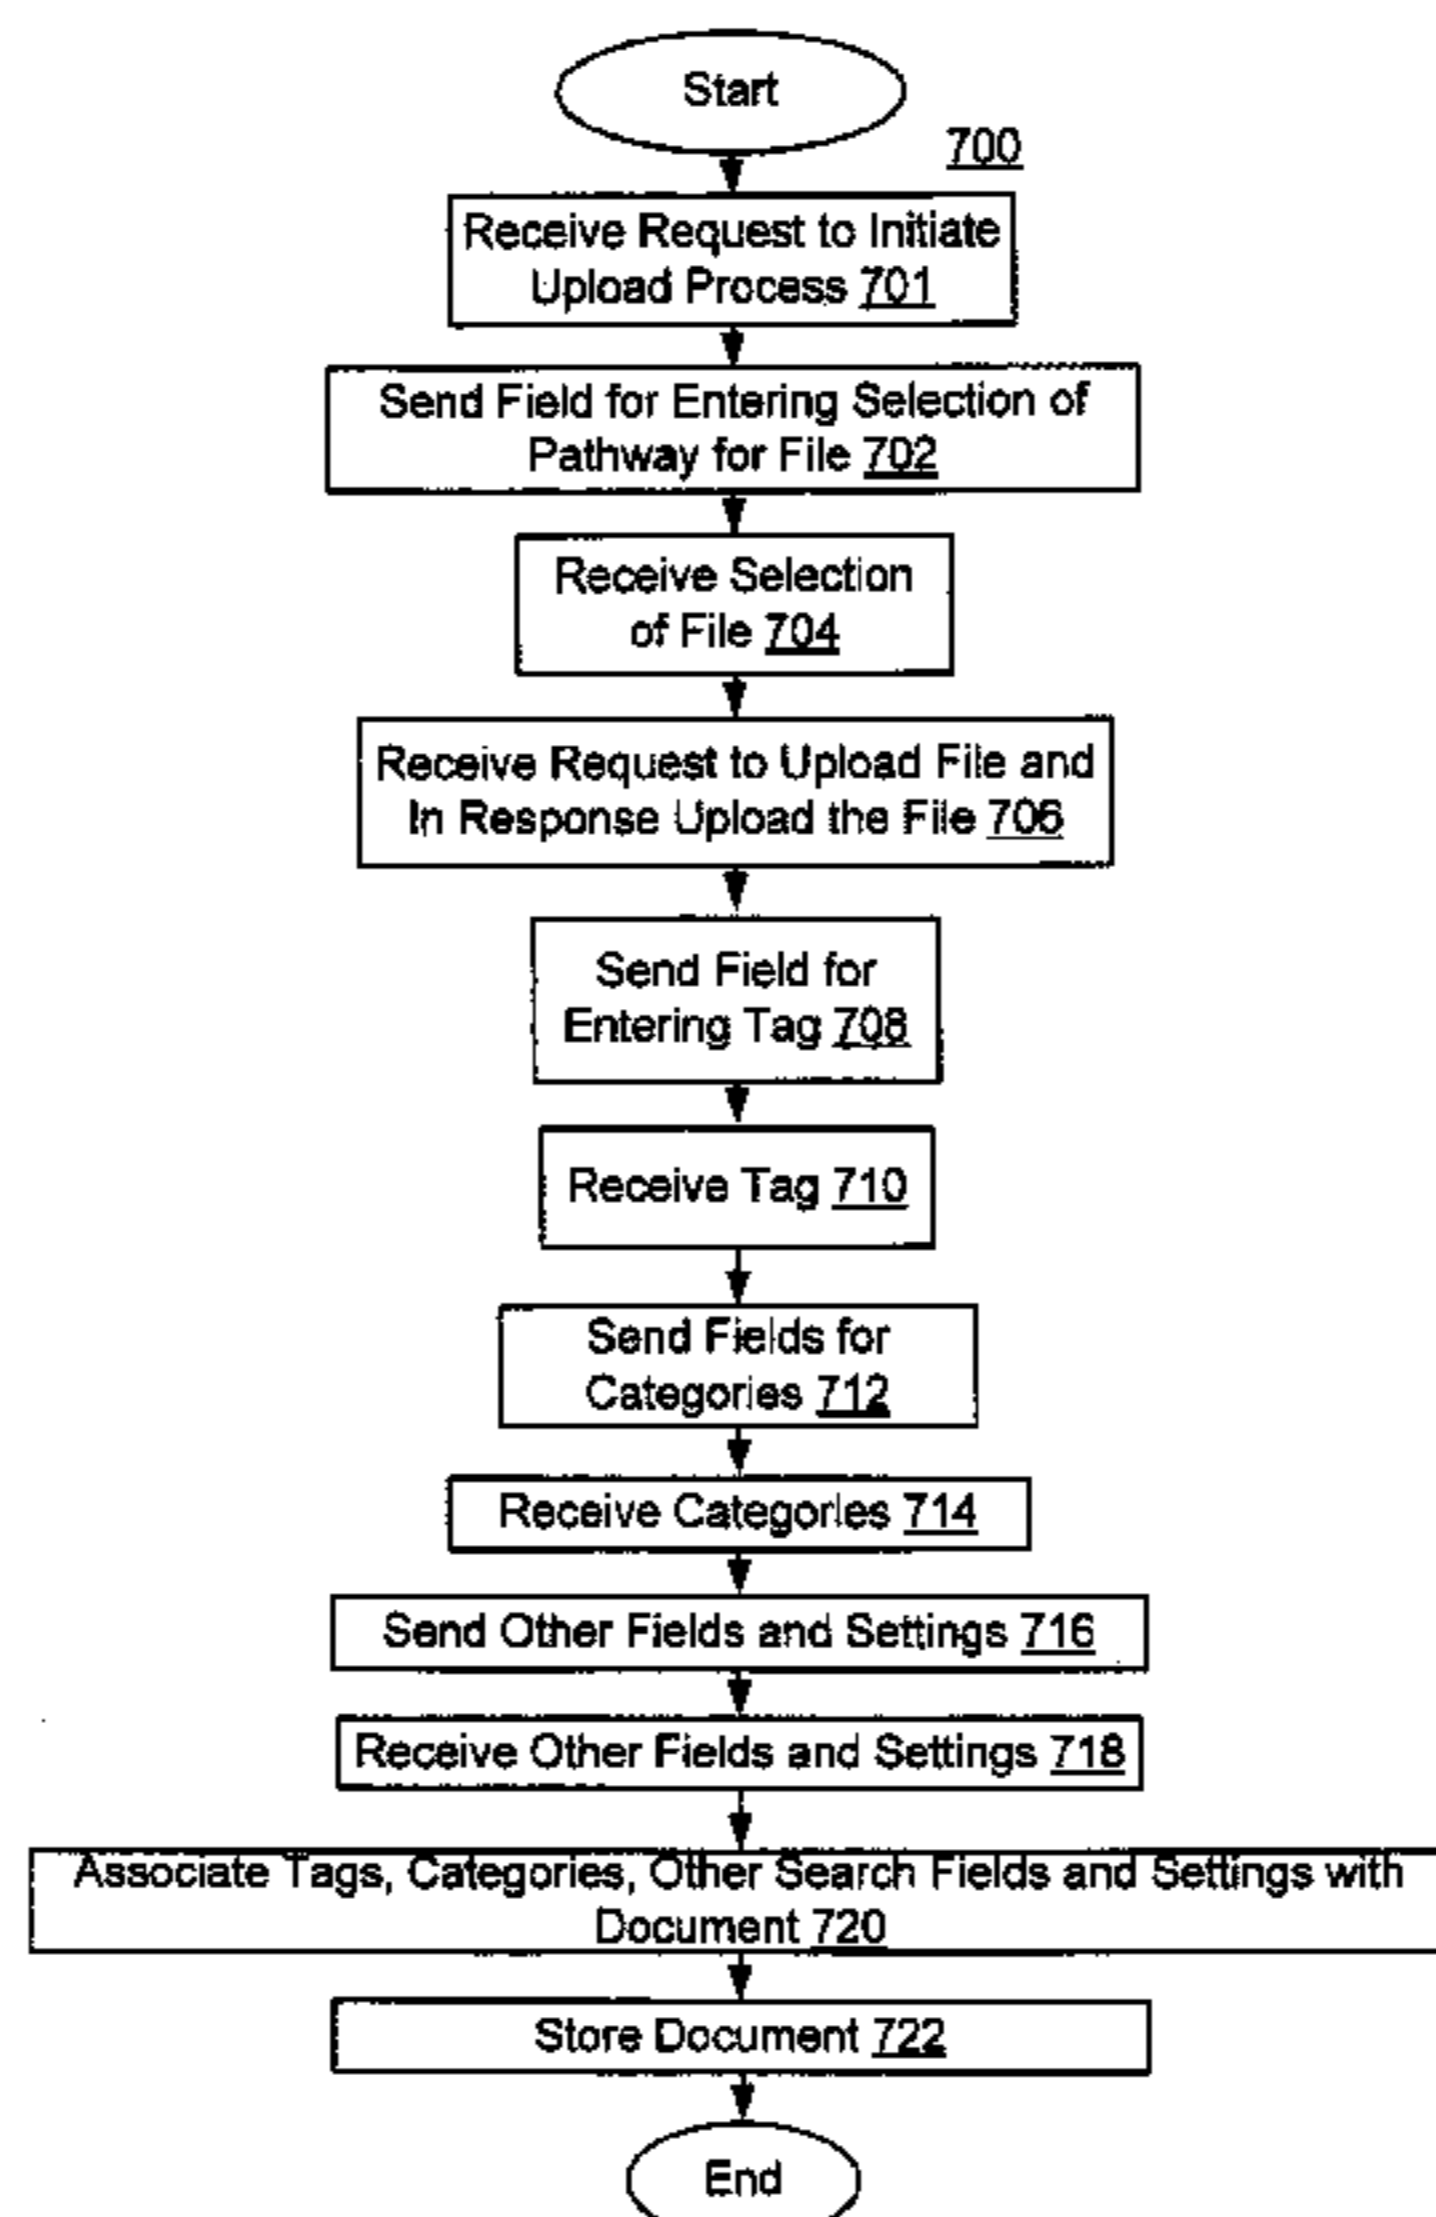 Start
700
Receive Request to Initiate
Upload Process 701
Send Field for Entering Selection of
Pathway for File 702
Receive Selection
of File 704
Receive Request to Upload File and
In Response Upload the File 706
Send Field for
Entering Tag 708
Receive Tag 710
Send Fields for
Categories 712
Receive Categories 714
Send Other Fields and Settings 716
Receive Other Fields and Settings 718
Associate Tags, Categories, Other Search Fields and Settings with
Document 720
Store Document 722
End